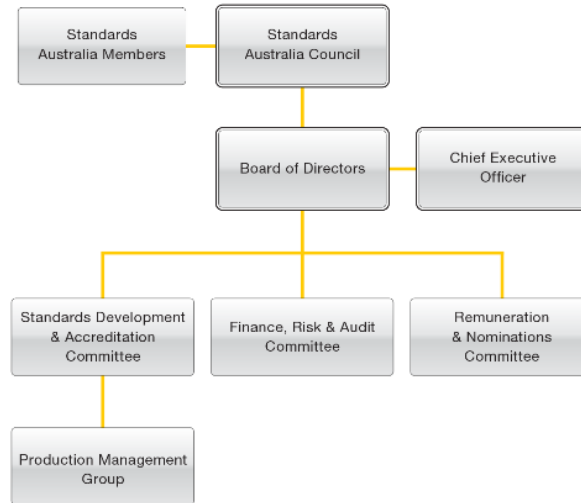 Standards
Australia Members
Standards
Australia Council
Board of Directors
Chief Executive
Officer
Standards Development
& Accreditation
Committee
Finance, Risk & Audit
Committee
Remuneration
& Nominations
Committee
Production Management
Group